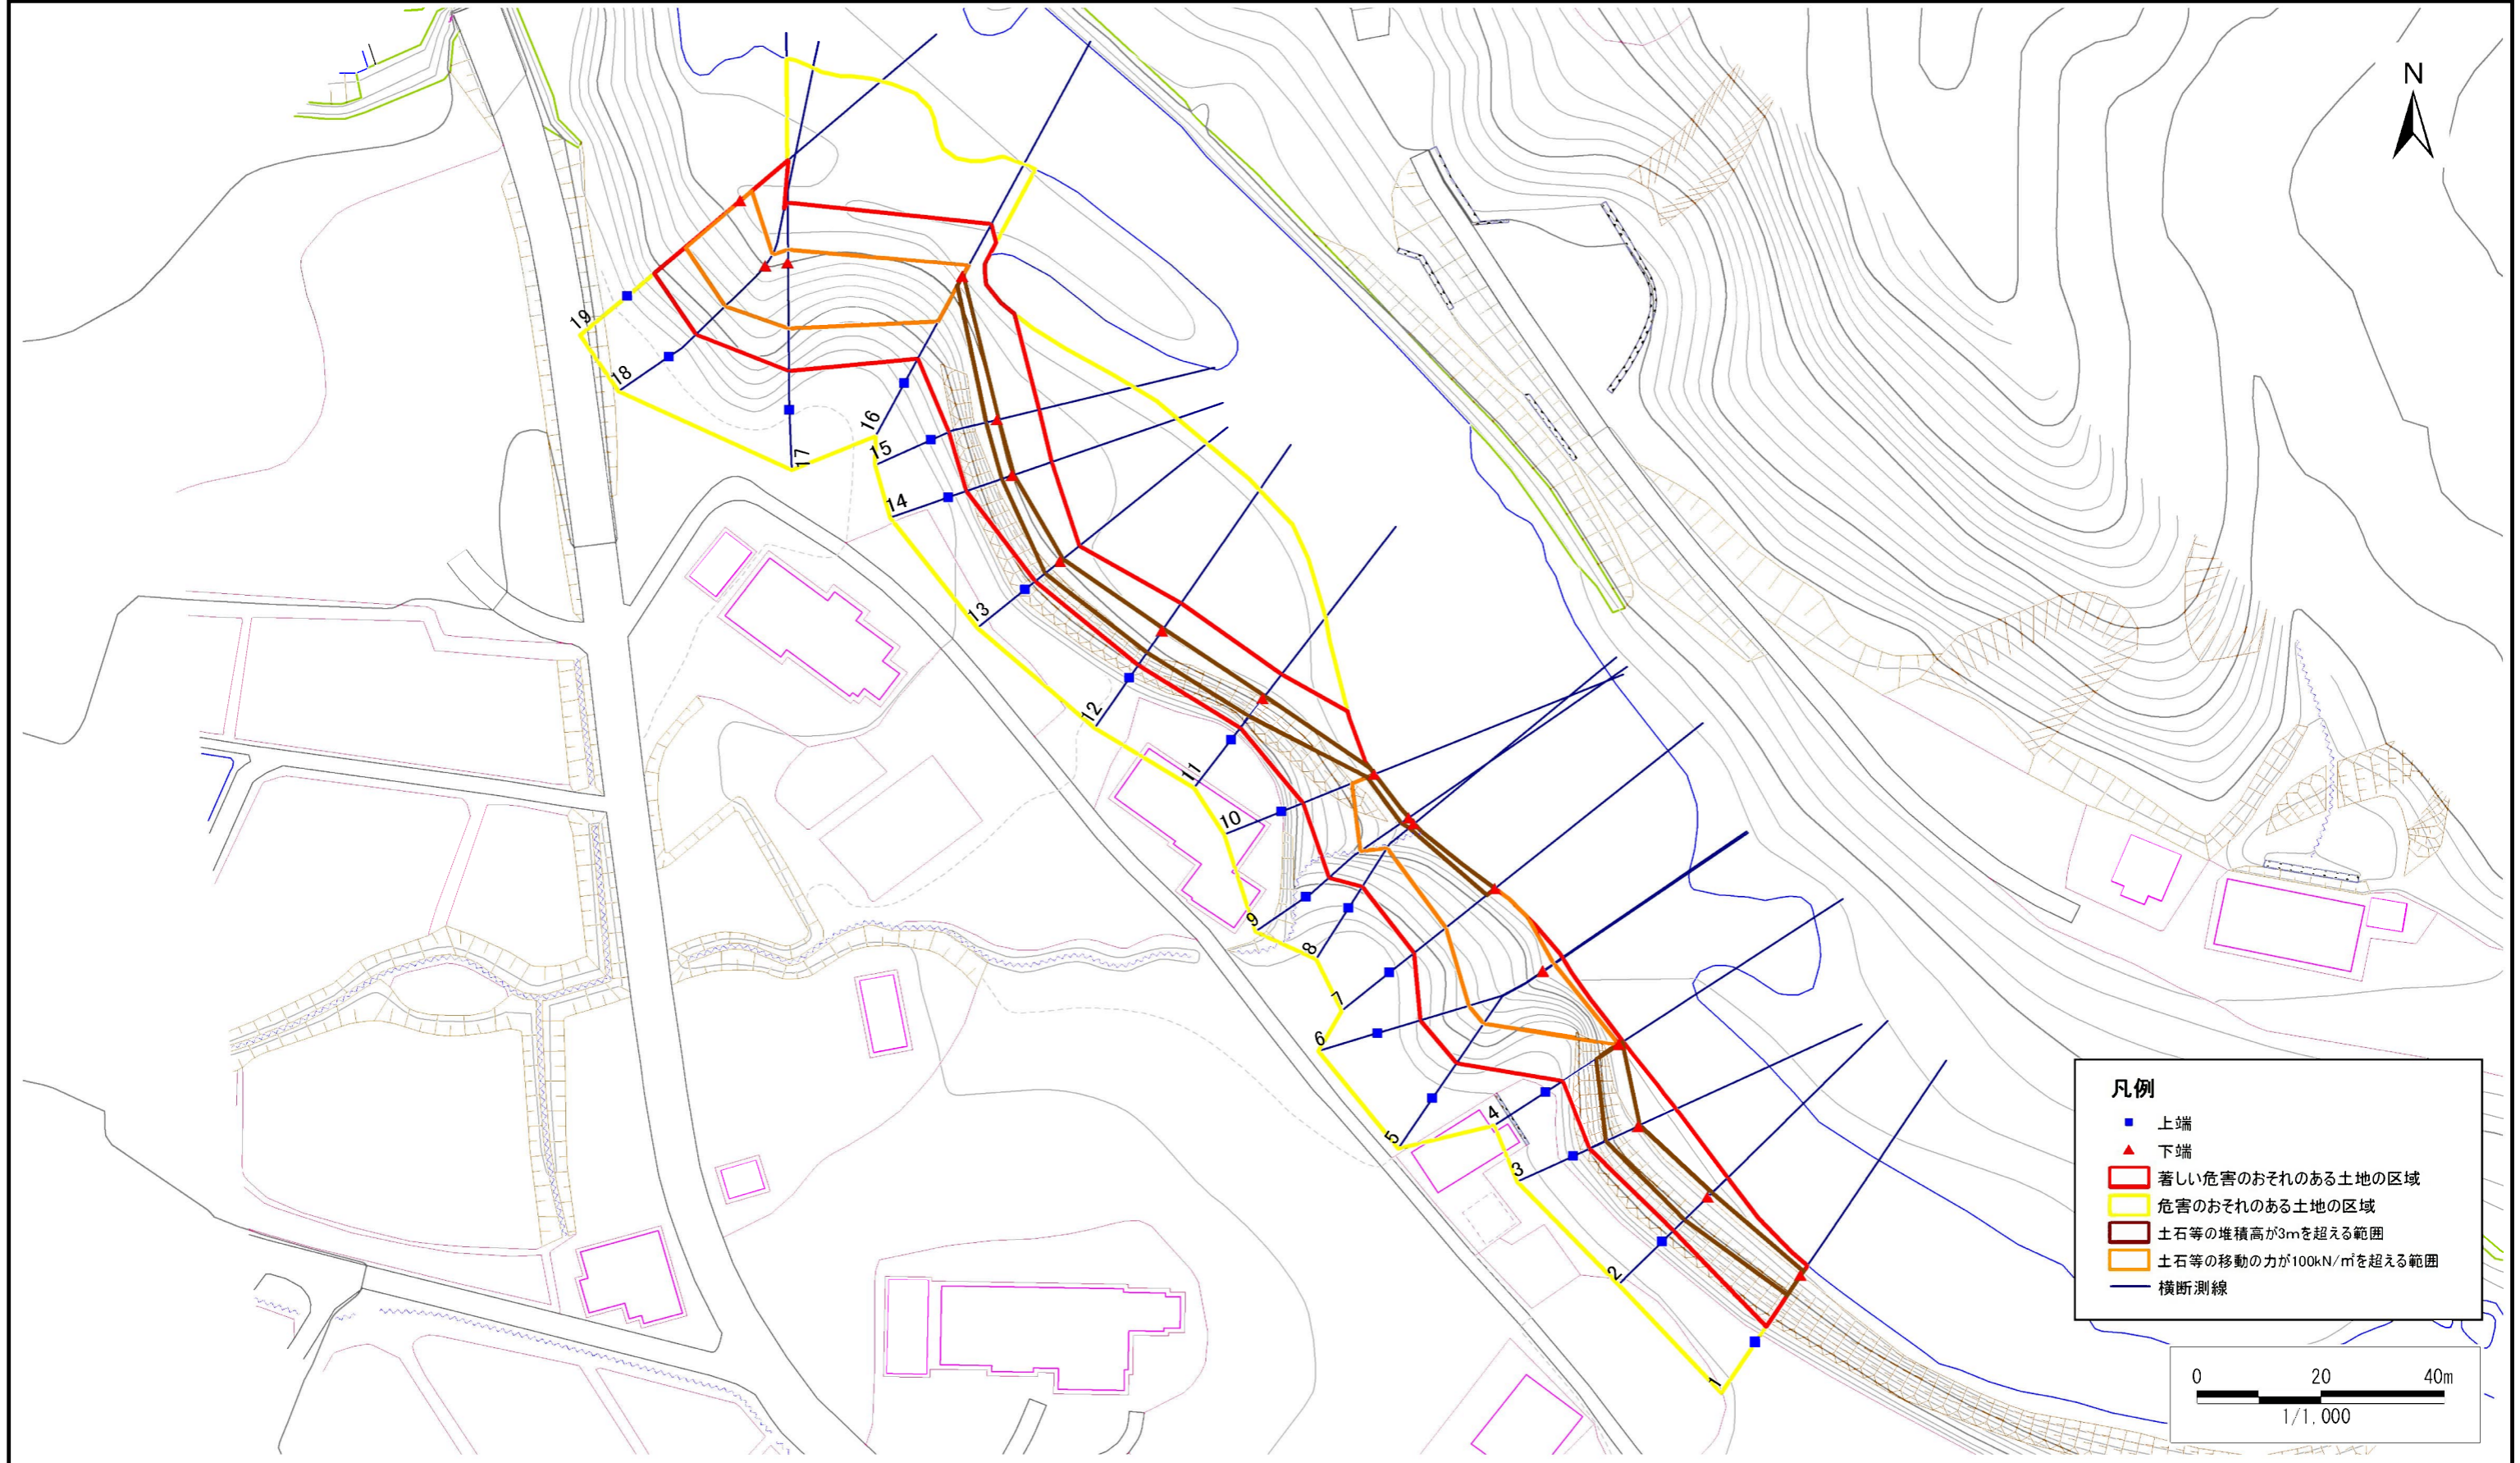 N
19
18
17
16
15
14
13
12
11
10
9
8
7
6
5
4
3
2
1
凡例
上端
下端
著しい危害のおそれのある土地の区域
危害のおそれのある土地の区域
土石等の堆積高が3mを超える範囲
土石等の移動の力が100kN/㎡を超える範囲
横断測線
0 20 40m
1/1,000